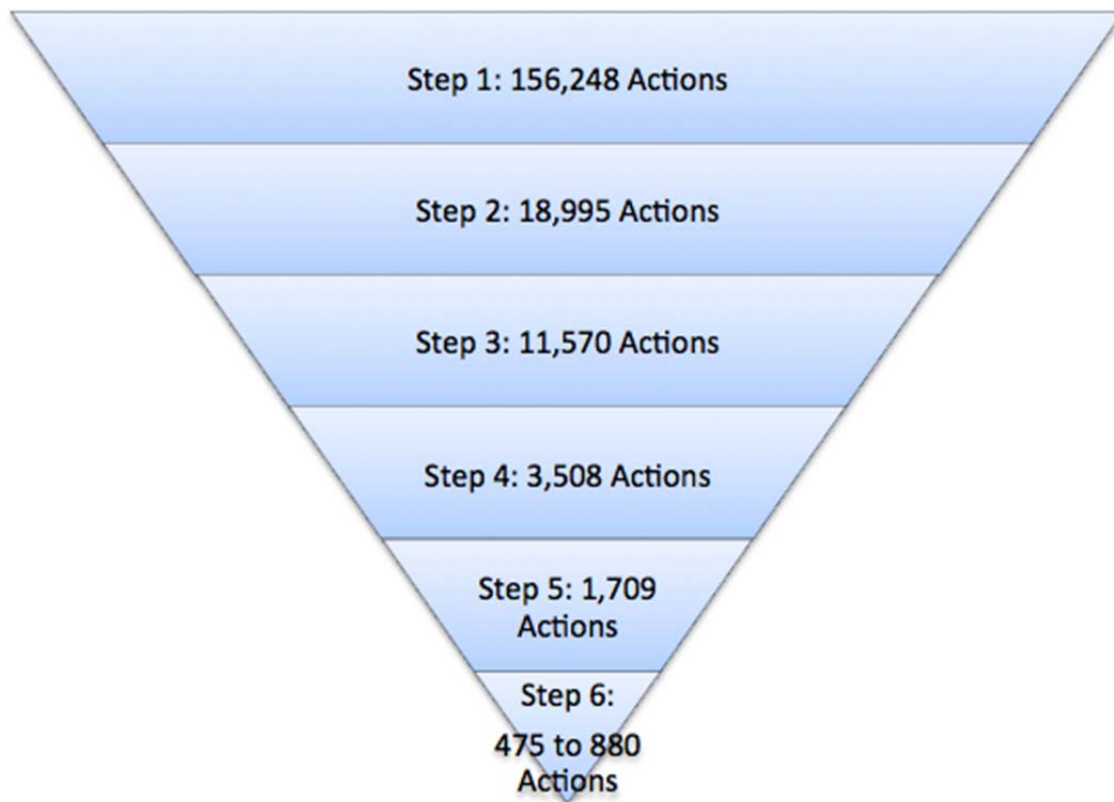 Step 1: 156,248 Actions
Step 2: 18,995 Actions
Step 3: 11,570 Actions
Step 4: 3,508 Actions
Step 5: 1,709
Actions
Step 6:
475 to 880
Actions